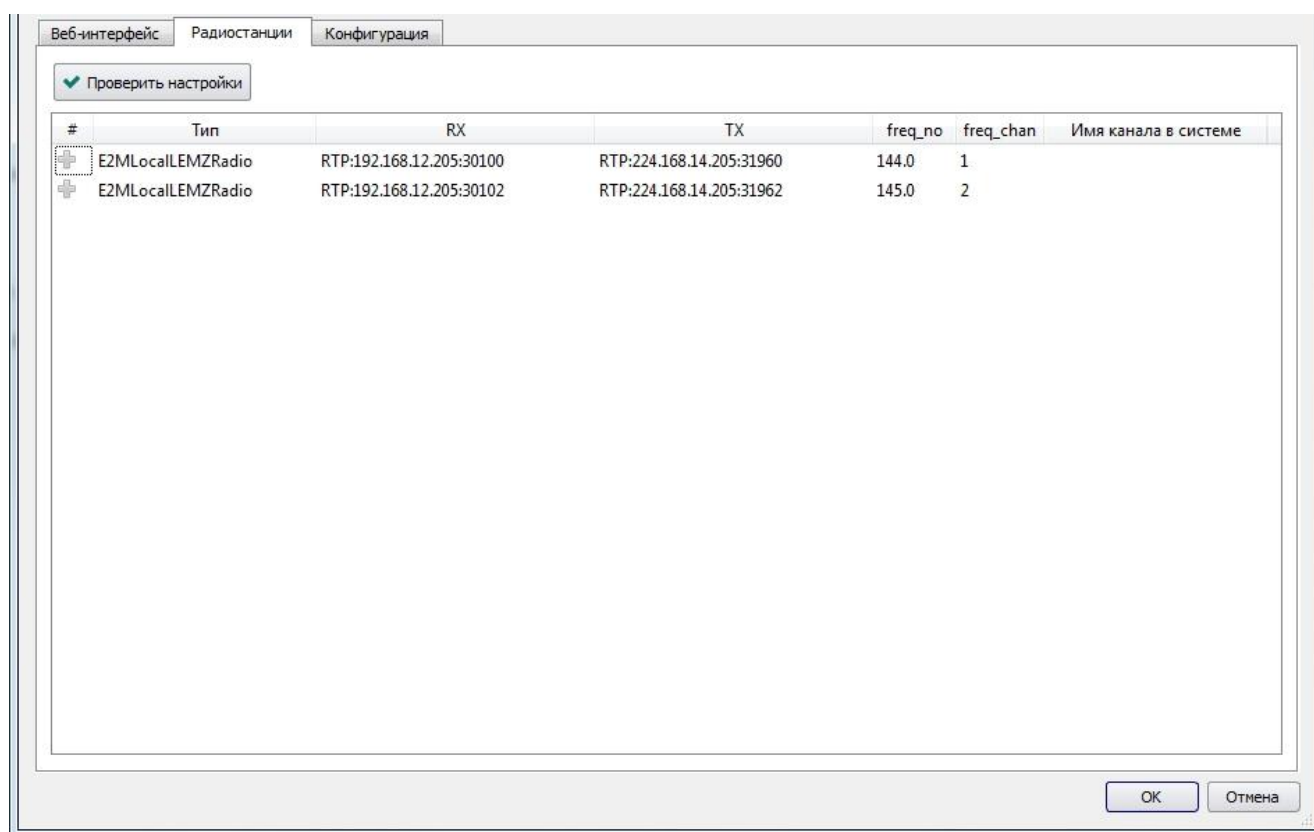 Веб-интерфейс Радиостанции Конфигурация
Проверить настройки
# Тип RX TX freq_no freq_chan Имя канала в системе
E2MLocalLEMZRadio RTP:192.168.12.205:30100 RTP:224.168.14.205:31960 144.0 1
E2MLocalLEMZRadio RTP:192.168.12.205:30102 RTP:224.168.14.205:31962 145.0 2
OK Отмена